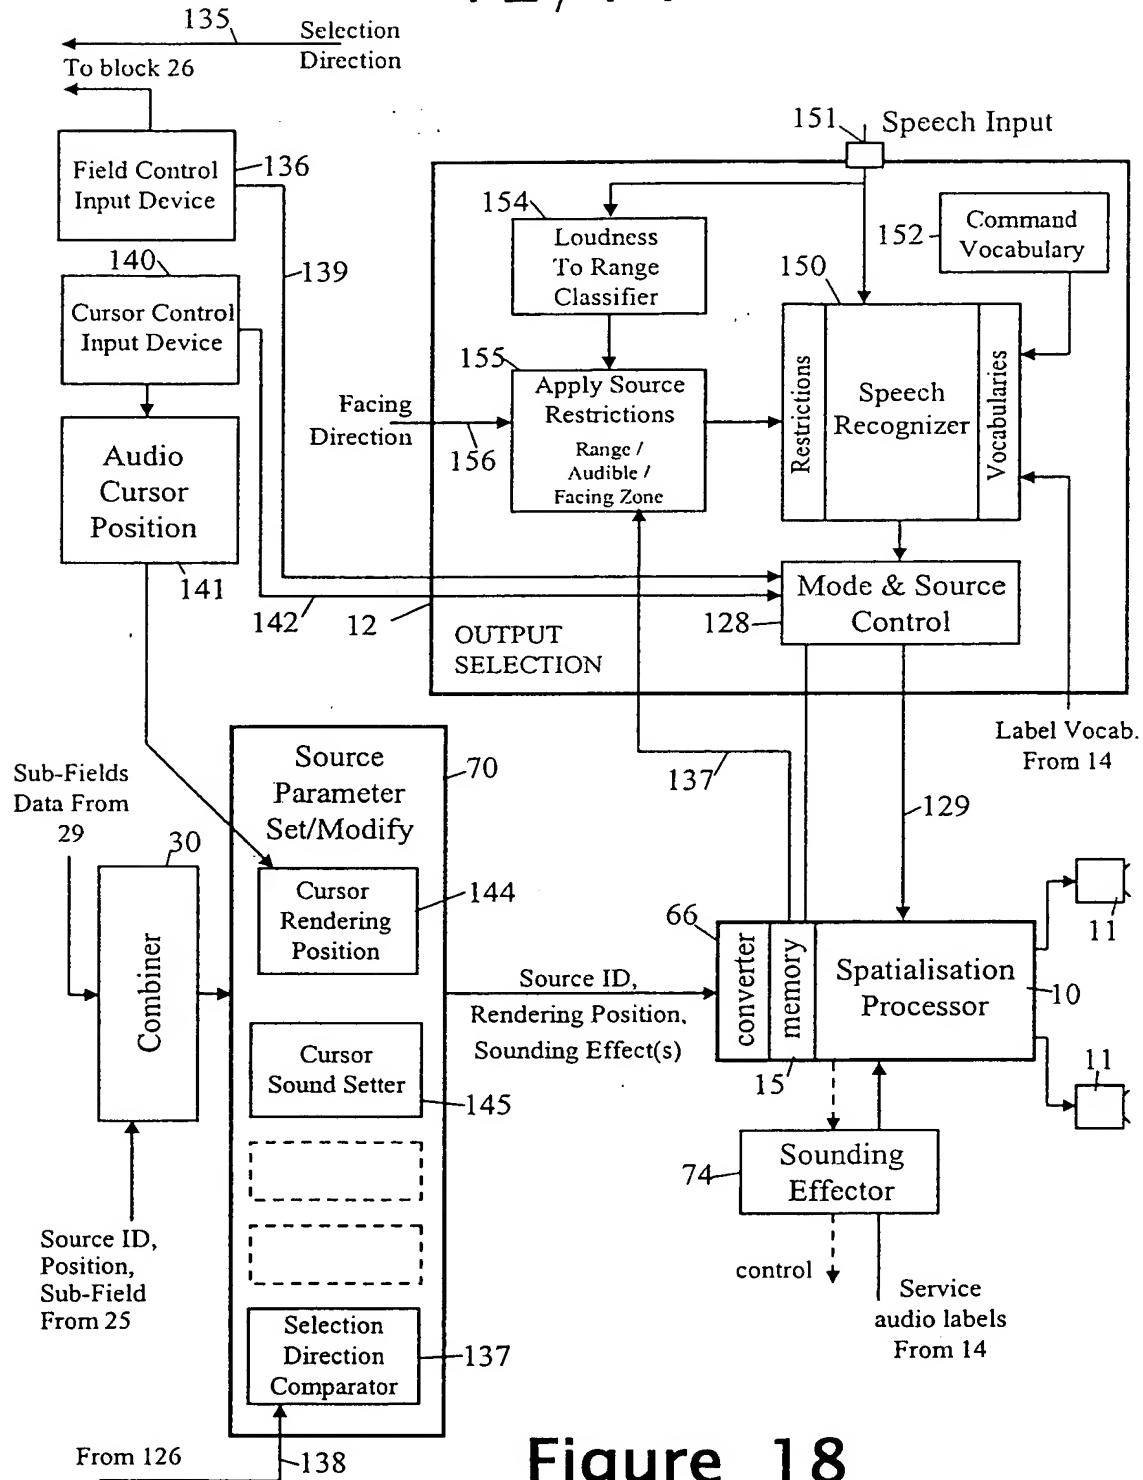 135
Selection
Direction
To block 26
Field Control
Input Device
136
139
140
Cursor Control
Input Device
Audio
Cursor
Position
141
142
151
Speech Input
154
Loudness
To Range
Classifier
152
Command
Vocabulary
150
Restrictions
Speech
Recognizer
Vocabularies
155
Apply Source
Restrictions
Range /
Audible /
Facing Zone
Facing
Direction
156
12
OUTPUT
SELECTION
128
Mode & Source
Control
Label Vocab.
From 14
137
129
Sub-Fields
Data From
29
30
Combiner
Source ID,
Position,
Sub-Field
From 25
Source
Parameter
Set/Modify
70
Cursor
Rendering
Position
144
Cursor
Sound Setter
145
Selection
Direction
Comparator
137
From 126
138
Source ID,
Rendering Position,
Sounding Effect(s)
66
converter
memory
15
Spatialisation
Processor
10
11
11
74
Sounding
Effector
control
Service
audio labels
From 14
Figure 18